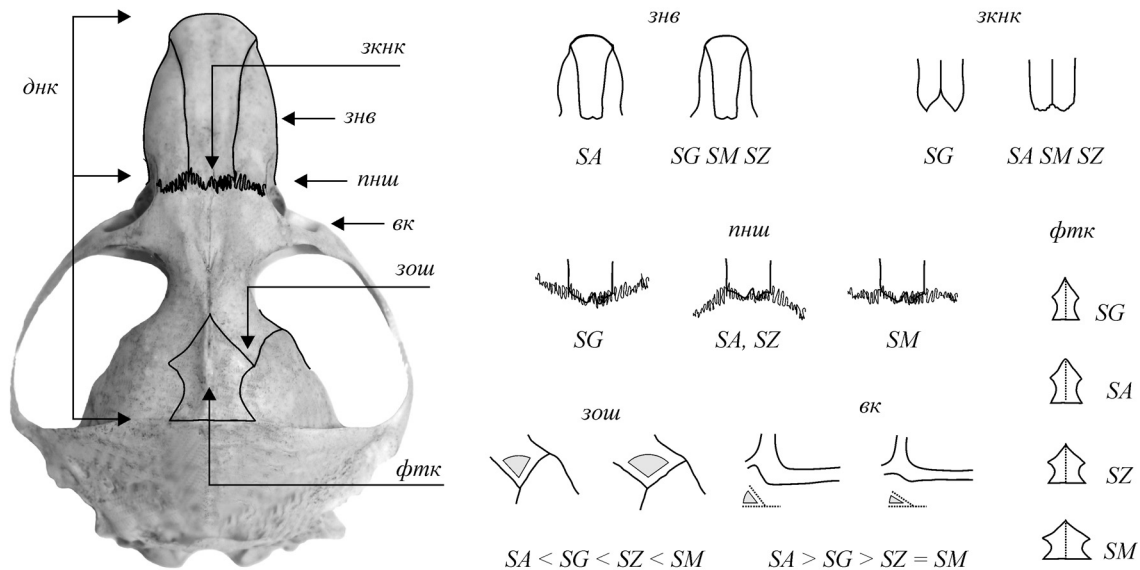 днк
зкнк
знв
пнш
вк
зош
фтк
знв
SA
SG SM SZ
зкнк
SG
SA SM SZ
пнш
SG
SA, SZ
SM
фтк
SG
SA
SZ
SM
зош
SA < SG < SZ < SM
вк
SA > SG > SZ = SM